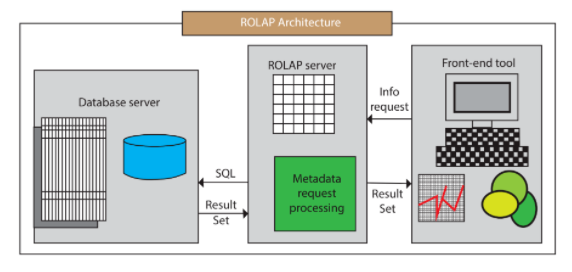 ROLAP Architecture
Database server
SQL
Result
Set
ROLAP server
Metadata
request
processing
Info
request
Result
Set
Front-end tool